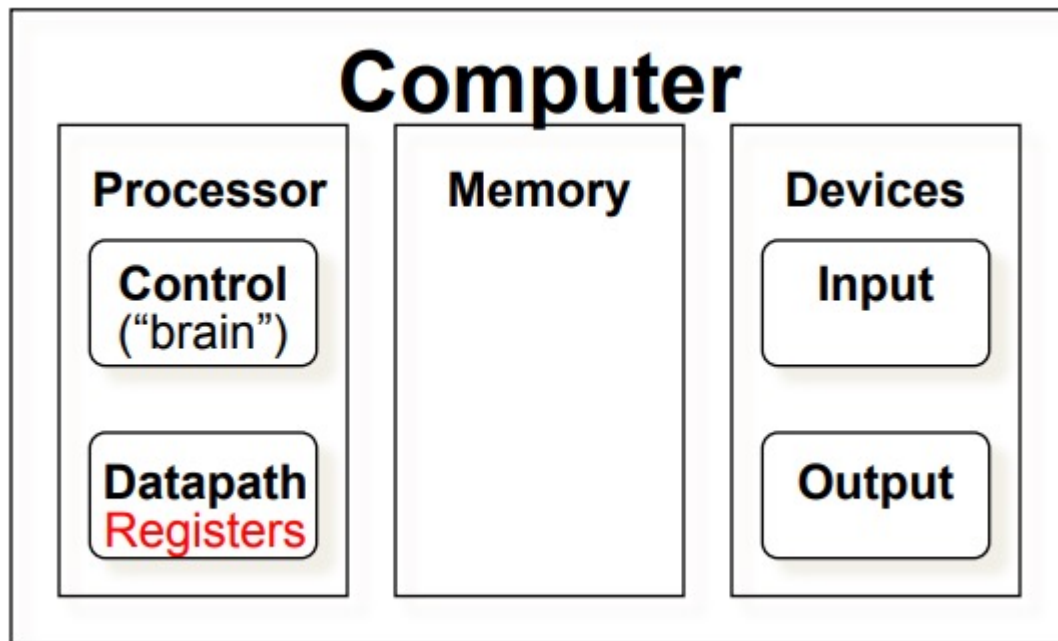 Computer
Processor
Control
(“brain”)
Datapath
Registers
Memory
Devices
Input
Output